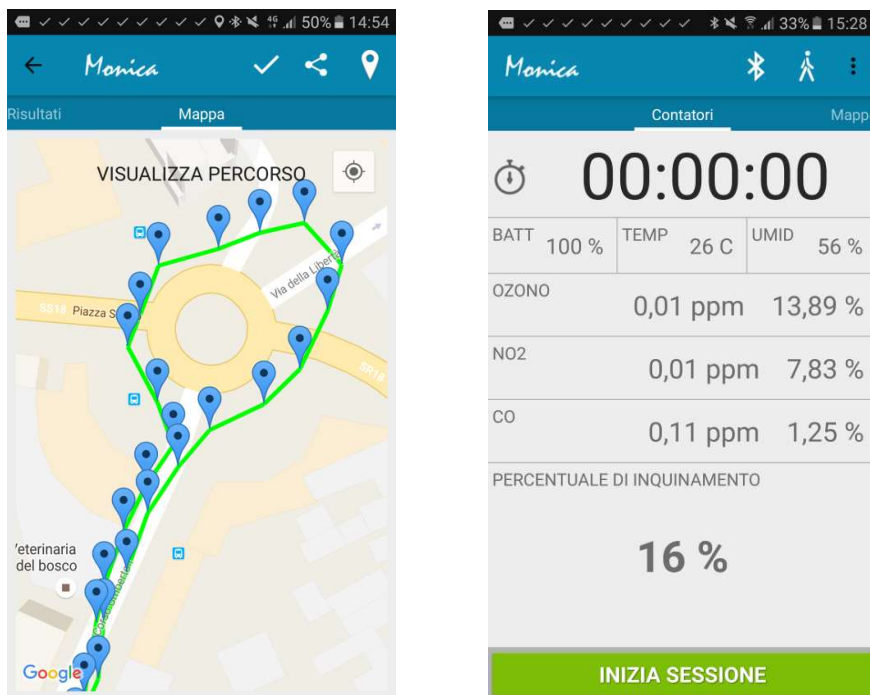 4G 50% 14:54
Monica
Risultati Mappa
VISUALIZZA PERCORSO
Via della Libertà
SS18 Piazza S
SR18
Corso Umberto I
Veterinaria
del bosco
Google
33% 15:28
Monica
Contatori Mapp
00:00:00
BATT 100 % TEMP 26 C UMID 56 %
OZONO
0,01 ppm 13,89 %
NO2
0,01 ppm 7,83 %
CO
0,11 ppm 1,25 %
PERCENTUALE DI INQUINAMENTO
16 %
INIZIA SESSIONE